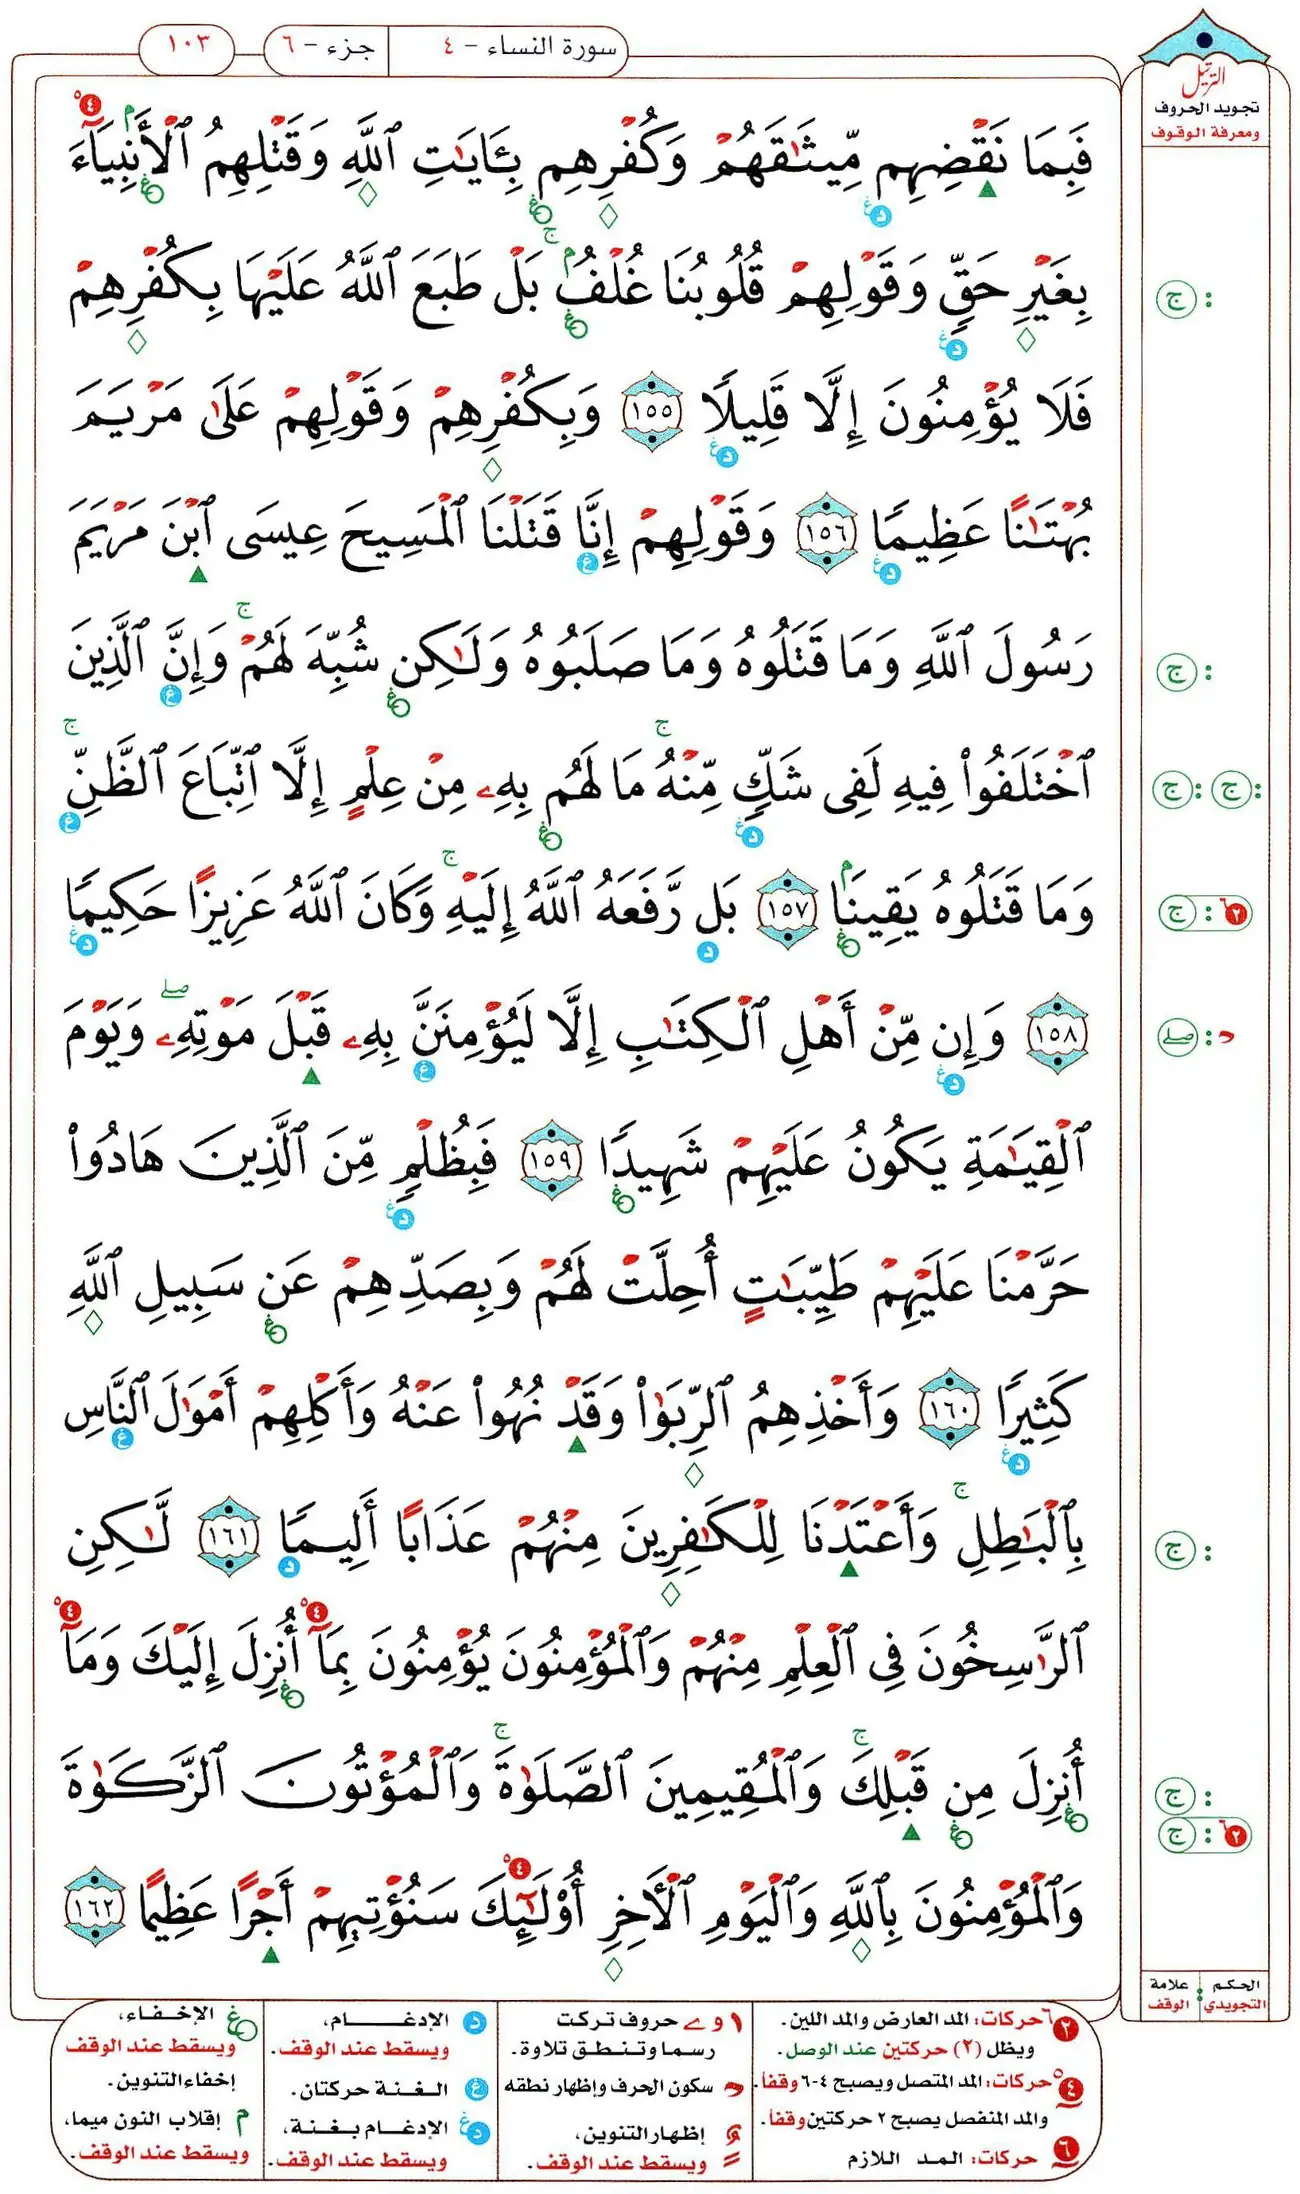 سورة النساء - ٤
جزء - ٦
١٠٣
الترتيل
تجويد الحروف
ومعرفة الوقوف
فَبِمَا نَقْضِهِم مِّيثَٰقَهُمْ وَكُفْرِهِم بِـَٔايَٰتِ ٱللَّهِ وَقَتْلِهِمُ ٱلْأَنۢبِيَآءَ
بِغَيْرِ حَقٍّ وَقَوْلِهِمْ قُلُوبُنَا غُلْفٌۢ ۚ بَلْ طَبَعَ ٱللَّهُ عَلَيْهَا بِكُفْرِهِمْ
فَلَا يُؤْمِنُونَ إِلَّا قَلِيلًا ١٥٥ وَبِكُفْرِهِمْ وَقَوْلِهِمْ عَلَىٰ مَرْيَمَ
بُهْتَٰنًا عَظِيمًا ١٥٦ وَقَوْلِهِمْ إِنَّا قَتَلْنَا ٱلْمَسِيحَ عِيسَى ٱبْنَ مَرْيَمَ
رَسُولَ ٱللَّهِ وَمَا قَتَلُوهُ وَمَا صَلَبُوهُ وَلَٰكِن شُبِّهَ لَهُمْ ۚ وَإِنَّ ٱلَّذِينَ
ٱخْتَلَفُوا۟ فِيهِ لَفِى شَكٍّ مِّنْهُ ۚ مَا لَهُم بِهِۦ مِنْ عِلْمٍ إِلَّا ٱتِّبَاعَ ٱلظَّنِّ ۚ
وَمَا قَتَلُوهُ يَقِينَۢا ١٥٧ بَل رَّفَعَهُ ٱللَّهُ إِلَيْهِ ۚ وَكَانَ ٱللَّهُ عَزِيزًا حَكِيمًا
١٥٨ وَإِن مِّنْ أَهْلِ ٱلْكِتَٰبِ إِلَّا لَيُؤْمِنَنَّ بِهِۦ قَبْلَ مَوْتِهِۦ ۖ وَيَوْمَ
ٱلْقِيَٰمَةِ يَكُونُ عَلَيْهِمْ شَهِيدًا ١٥٩ فَبِظُلْمٍ مِّنَ ٱلَّذِينَ هَادُوا۟
حَرَّمْنَا عَلَيْهِمْ طَيِّبَٰتٍ أُحِلَّتْ لَهُمْ وَبِصَدِّهِمْ عَن سَبِيلِ ٱللَّهِ
كَثِيرًا ١٦٠ وَأَخْذِهِمُ ٱلرِّبَوٰا۟ وَقَدْ نُهُوا۟ عَنْهُ وَأَكْلِهِمْ أَمْوَٰلَ ٱلنَّاسِ
بِٱلْبَٰطِلِ ۚ وَأَعْتَدْنَا لِلْكَٰفِرِينَ مِنْهُمْ عَذَابًا أَلِيمًا ١٦١ لَّٰكِنِ
ٱلرَّٰسِخُونَ فِى ٱلْعِلْمِ مِنْهُمْ وَٱلْمُؤْمِنُونَ يُؤْمِنُونَ بِمَآ أُنزِلَ إِلَيْكَ وَمَآ
أُنزِلَ مِن قَبْلِكَ ۚ وَٱلْمُقِيمِينَ ٱلصَّلَوٰةَ ۚ وَٱلْمُؤْتُونَ ٱلزَّكَوٰةَ
وَٱلْمُؤْمِنُونَ بِٱللَّهِ وَٱلْيَوْمِ ٱلْأَخِرِ أُو۟لَٰٓئِكَ سَنُؤْتِيهِمْ أَجْرًا عَظِيمًا ١٦٢
الحكم التجويدي : علامة الوقف
٢ ٦ حركات: المد العارض والمد اللين.
ويظل (٢) حركتين عند الوصل.
٤ ٥ حركات: المد المتصل ويصبح ٤-٦ وقفاً.
والمد المنفصل يصبح ٢ حركتين وقفاً.
٦ حركات: المد اللازم
ا و ے حروف تركت
رسما وتنطق تلاوة.
سكون الحرف وإظهار نطقه
إظهار التنوين،
ويسقط عند الوقف.
د الإدغام،
ويسقط عند الوقف.
غ الغنة حركتان.
دغ الإدغام بغنة،
ويسقط عند الوقف.
الإخفاء،
ويسقط عند الوقف
إخفاء التنوين.
م إقلاب النون ميما،
ويسقط عند الوقف.